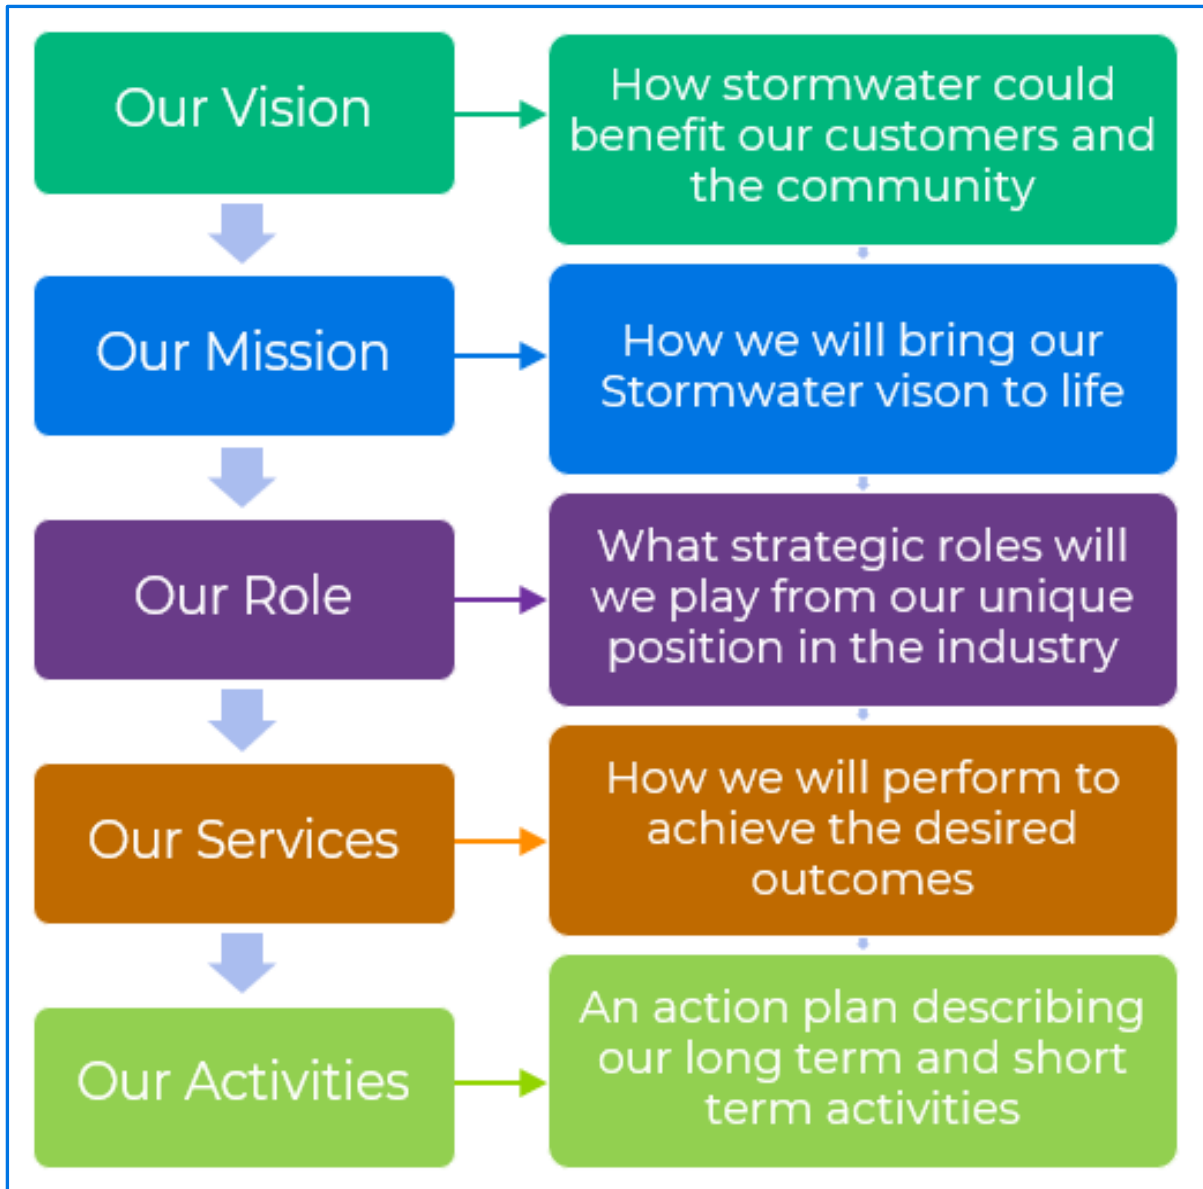 Our Vision
How stormwater could
benefit our customers and
the community
Our Mission
How we will bring our
Stormwater vison to life
Our Role
What strategic roles will
we play from our unique
position in the industry
Our Services
How we will perform to
achieve the desired
outcomes
Our Activities
An action plan describing
our long term and short
term activities